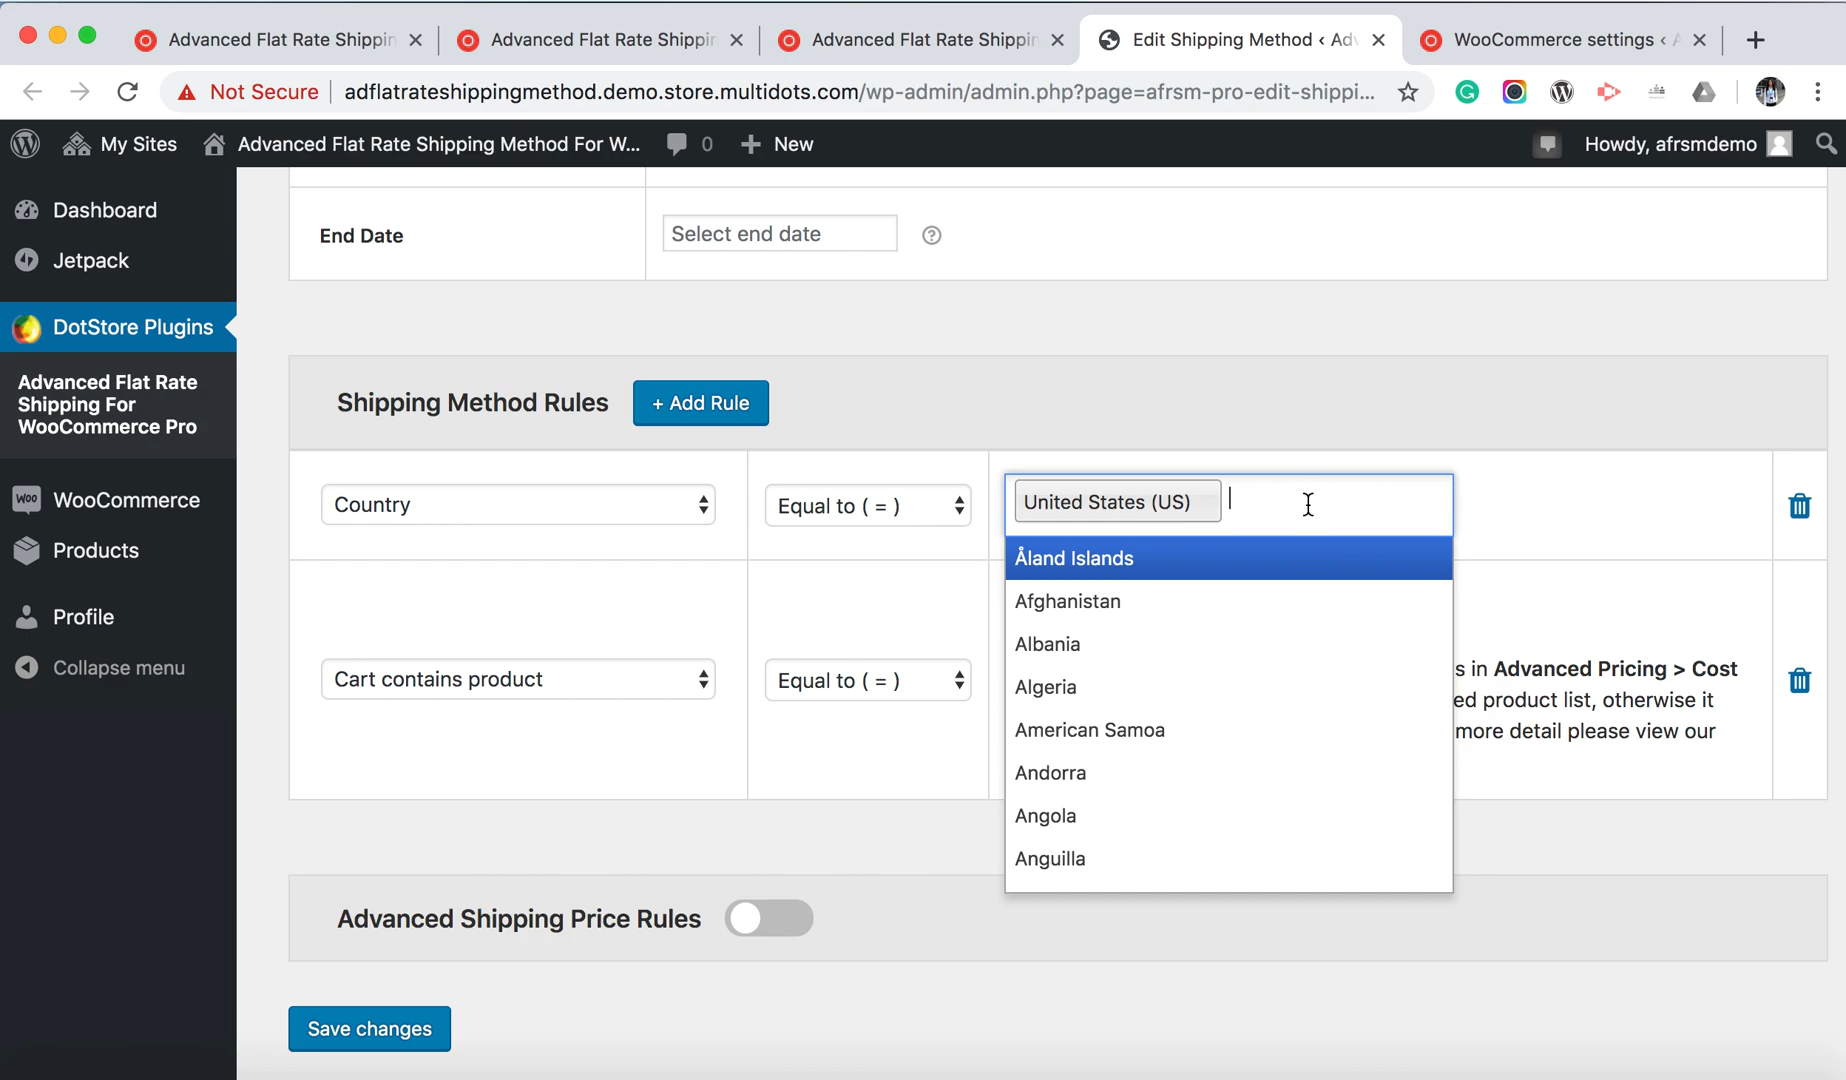 Advanced Flat Rate Shippin
Advanced Flat Rate Shippin
Advanced Flat Rate Shippin
Edit Shipping Method ‹ Adv
WooCommerce settings ‹ A
Not Secure
adflatrateshippingmethod.demo.store.multidots.com/wp-admin/admin.php?page=afrsm-pro-edit-shippi...
My Sites
Advanced Flat Rate Shipping Method For W...
0
+ New
Howdy, afrsmdemo
Dashboard
Jetpack
DotStore Plugins
Advanced Flat Rate
Shipping For
WooCommerce Pro
WooCommerce
Products
Profile
Collapse menu
End Date
Select end date
Shipping Method Rules
+ Add Rule
Country
Equal to ( = )
United States (US)
Åland Islands
Afghanistan
Albania
Algeria
American Samoa
Andorra
Angola
Anguilla
Cart contains product
Equal to ( = )
s in Advanced Pricing > Cost
ed product list, otherwise it
more detail please view our
Advanced Shipping Price Rules
Save changes